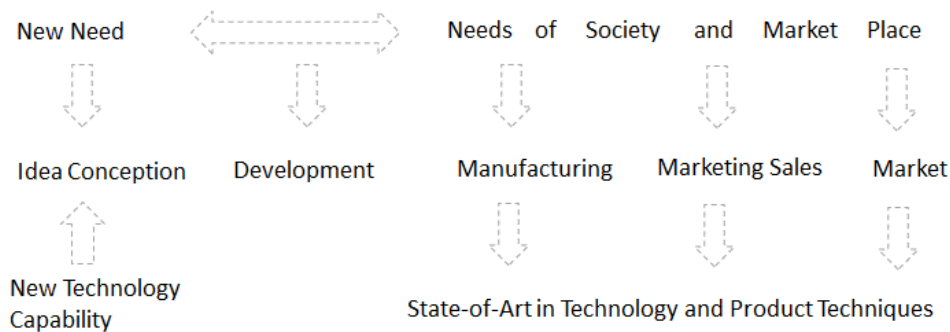 New Need
Needs of Society and Market Place
Idea Conception
Development
Manufacturing
Marketing Sales
Market
New Technology
Capability
State-of-Art in Technology and Product Techniques